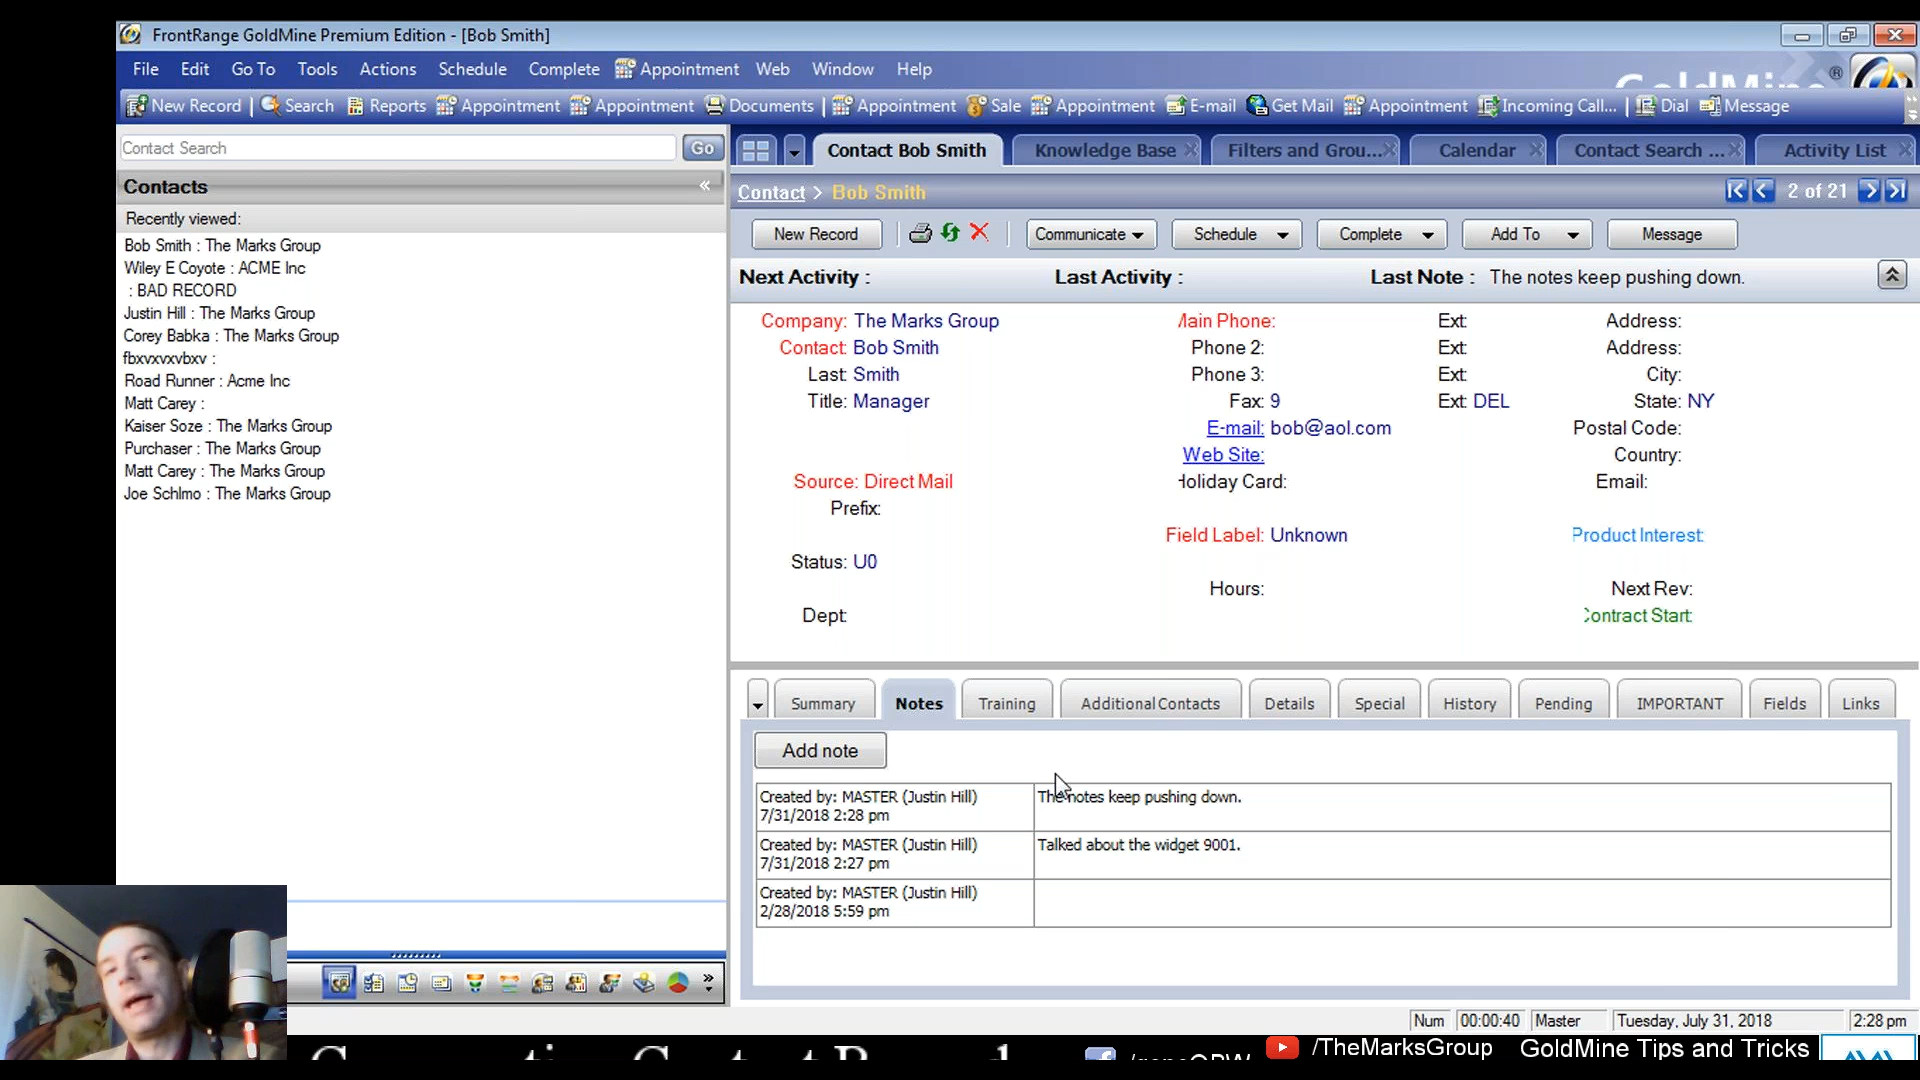 FrontRange GoldMine Premium Edition - [Bob Smith]
File Edit Go To Tools Actions Schedule Complete Appointment Web Window Help
GoldMine ®
New Record Search Reports Appointment Appointment Documents Appointment Sale Appointment E-mail Get Mail Appointment Incoming Call... Dial Message
Contact Search Go
Contact Bob Smith Knowledge Base Filters and Grou... Calendar Contact Search ... Activity List
Contacts
Contact > Bob Smith 2 of 21
Recently viewed:
Bob Smith : The Marks Group
Wiley E Coyote : ACME Inc
: BAD RECORD
Justin Hill : The Marks Group
Corey Babka : The Marks Group
fbxvxvxvbxv :
Road Runner : Acme Inc
Matt Carey :
Kaiser Soze : The Marks Group
Purchaser : The Marks Group
Matt Carey : The Marks Group
Joe Schlmo : The Marks Group
New Record Communicate Schedule Complete Add To Message
Next Activity : Last Activity : Last Note : The notes keep pushing down.
Company: The Marks Group Main Phone: Ext: Address:
Contact: Bob Smith Phone 2: Ext: Address:
Last: Smith Phone 3: Ext: City:
Title: Manager Fax: 9 Ext: DEL State: NY
E-mail: bob@aol.com Postal Code:
Web Site: Country:
Source: Direct Mail Holiday Card: Email:
Prefix:
Field Label: Unknown Product Interest:
Status: U0
Hours: Next Rev:
Dept: Contract Start:
Summary Notes Training Additional Contacts Details Special History Pending IMPORTANT Fields Links
Add note
Created by: MASTER (Justin Hill)
7/31/2018 2:28 pm
The notes keep pushing down.
Created by: MASTER (Justin Hill)
7/31/2018 2:27 pm
Talked about the widget 9001.
Created by: MASTER (Justin Hill)
2/28/2018 5:59 pm
Num 00:00:40 Master Tuesday, July 31, 2018 2:28 pm
/TheMarksGroup GoldMine Tips and Tricks